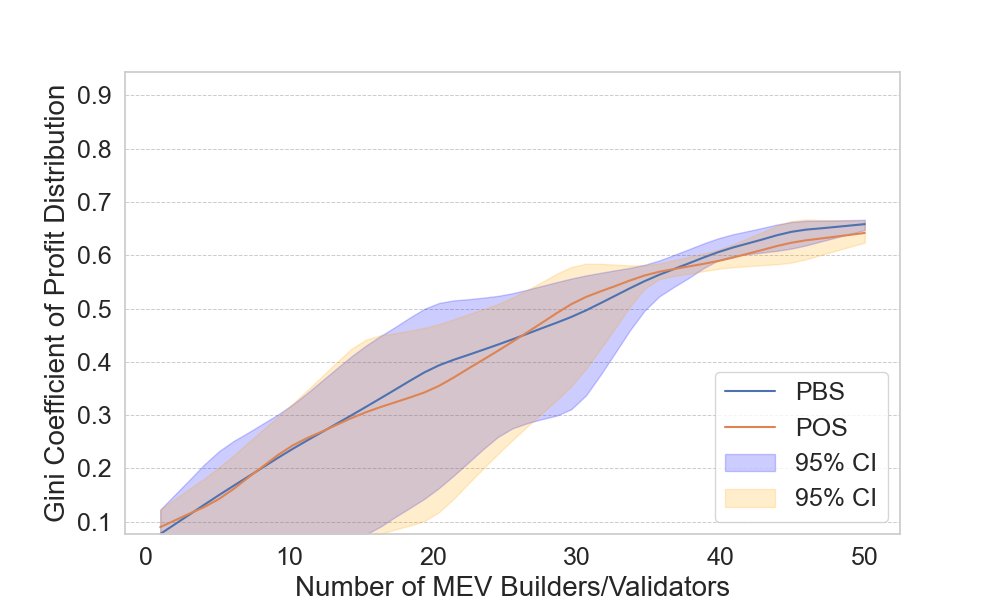 Gini Coefficient of Profit Distribution
0.9
0.8
0.7
0.6
0.5
0.4
0.3
0.2
0.1
PBS
POS
95% CI
95% CI
0 10 20 30 40 50
Number of MEV Builders/Validators